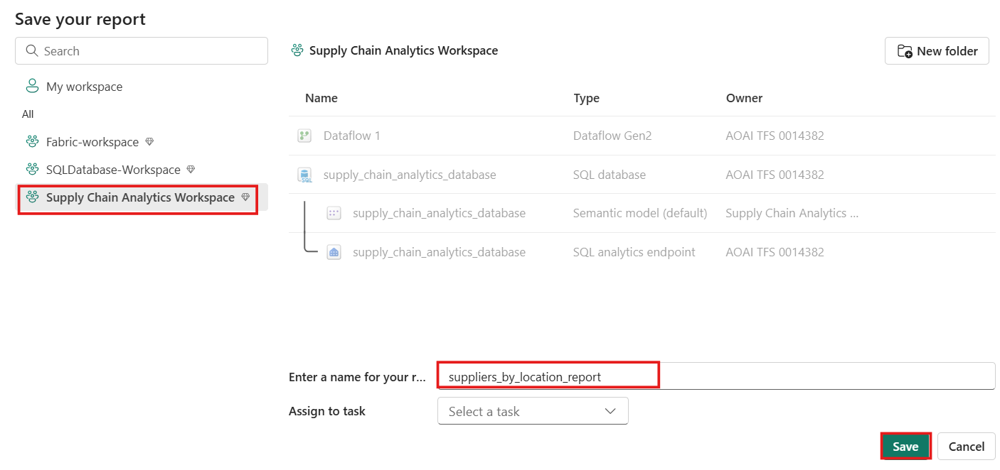 Save your report
Search
My workspace
All
Fabric-workspace
SQLDatabase-Workspace
Supply Chain Analytics Workspace
Supply Chain Analytics Workspace
New folder
Name Type Owner
Dataflow 1 Dataflow Gen2 AOAI TFS 0014382
supply_chain_analytics_database SQL database AOAI TFS 0014382
supply_chain_analytics_database Semantic model (default) Supply Chain Analytics ...
supply_chain_analytics_database SQL analytics endpoint AOAI TFS 0014382
Enter a name for your r... suppliers_by_location_report
Assign to task Select a task
Save Cancel